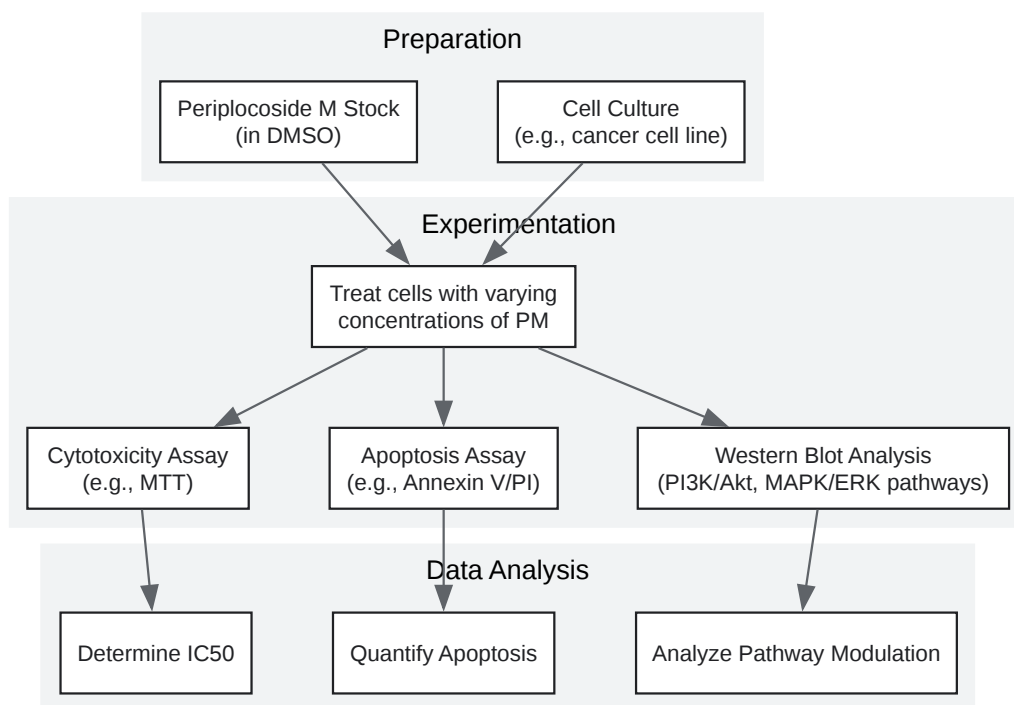 Preparation
Periplocoside M Stock
(in DMSO)
Cell Culture
(e.g., cancer cell line)
Experimentation
Treat cells with varying
concentrations of PM
Cytotoxicity Assay
(e.g., MTT)
Apoptosis Assay
(e.g., Annexin V/PI)
Western Blot Analysis
(PI3K/Akt, MAPK/ERK pathways)
Data Analysis
Determine IC50
Quantify Apoptosis
Analyze Pathway Modulation